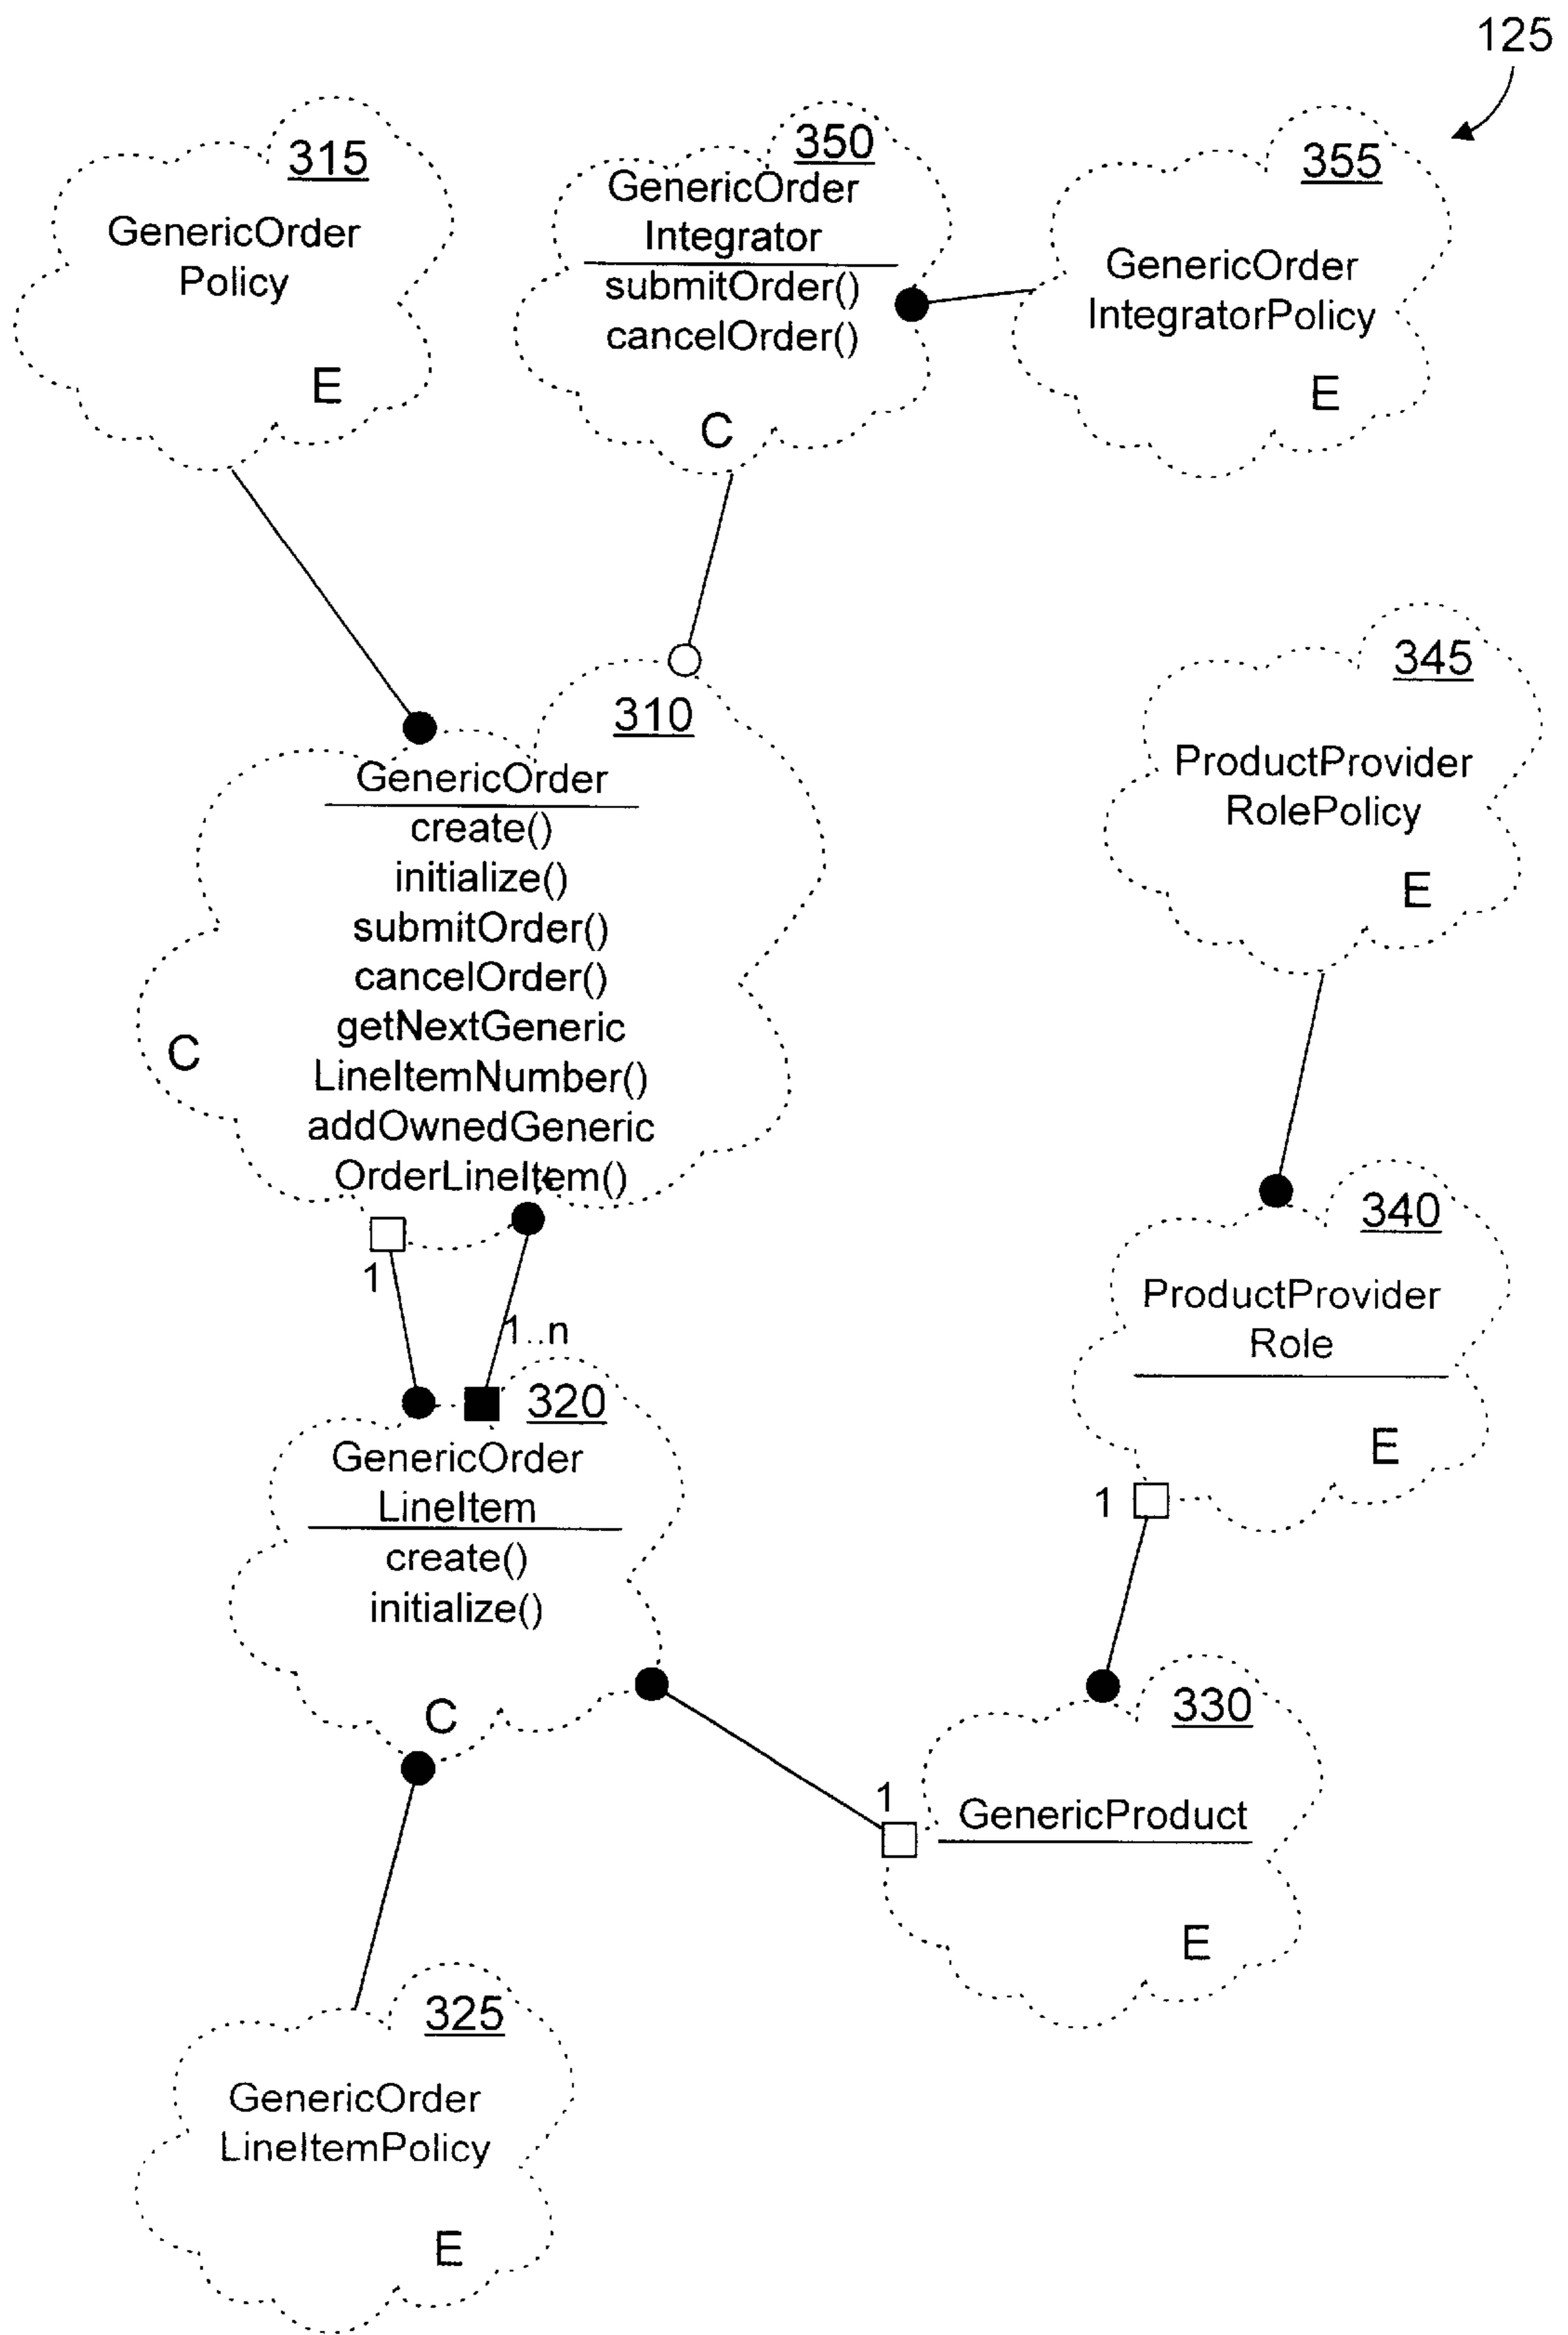 125
315
GenericOrder
Policy
E
350
GenericOrder
Integrator
submitOrder()
cancelOrder()
C
355
GenericOrder
IntegratorPolicy
E
310
GenericOrder
create()
initialize()
submitOrder()
cancelOrder()
getNextGeneric
LineItemNumber()
addOwnedGeneric
OrderLineItem()
C
345
ProductProvider
RolePolicy
E
1
1..n
340
ProductProvider
Role
E
1
320
GenericOrder
LineItem
create()
initialize()
C
330
1
GenericProduct
E
325
GenericOrder
LineItemPolicy
E